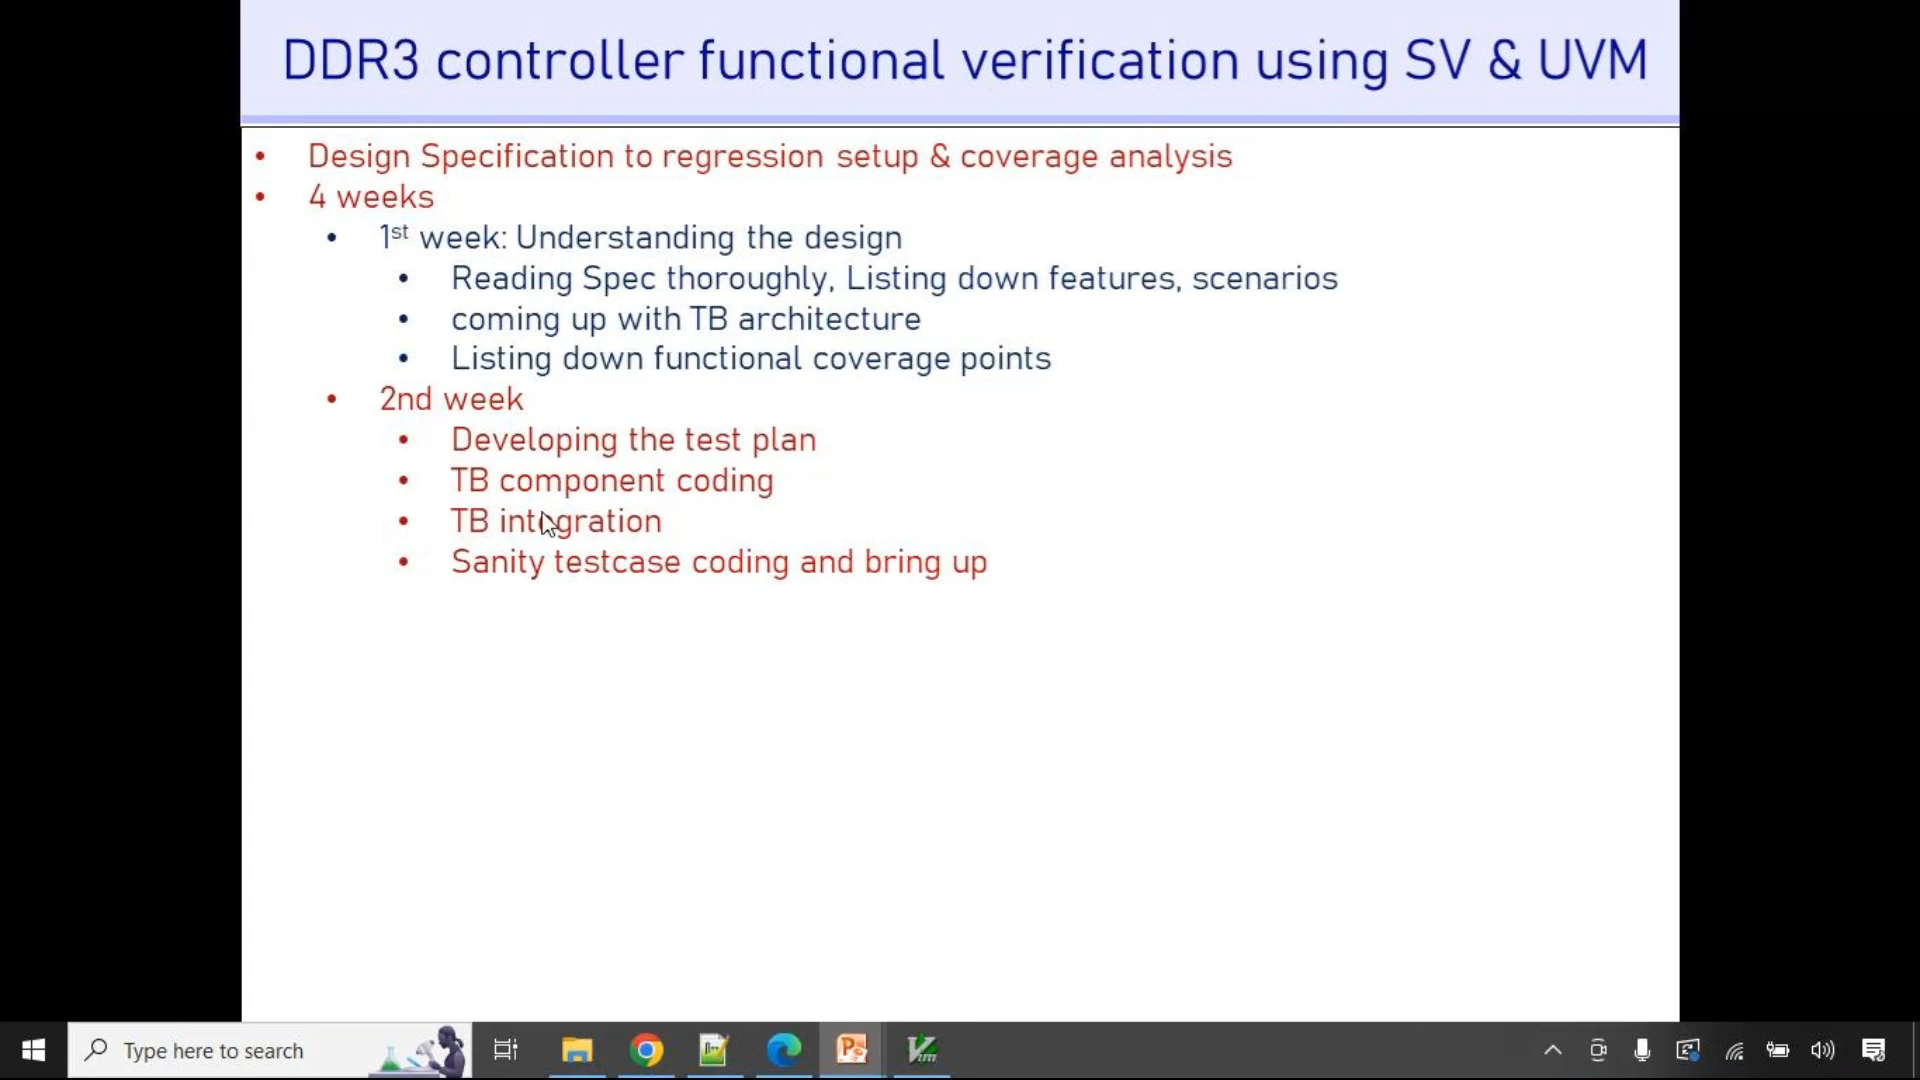 DDR3 controller functional verification using SV & UVM
• Design Specification to regression setup & coverage analysis
• 4 weeks
• 1st week: Understanding the design
• Reading Spec thoroughly, Listing down features, scenarios
• coming up with TB architecture
• Listing down functional coverage points
• 2nd week
• Developing the test plan
• TB component coding
• TB integration
• Sanity testcase coding and bring up
Type here to search